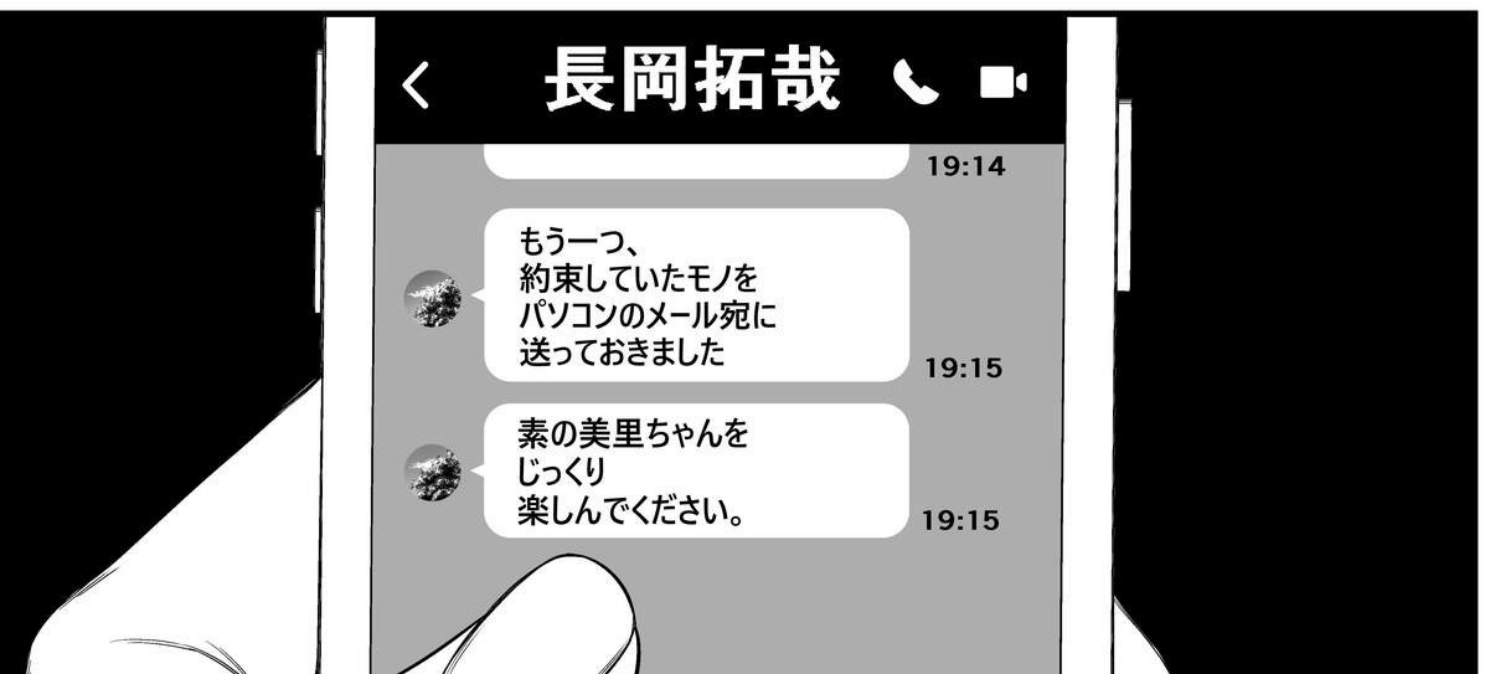 長岡拓哉
19:14
もう一つ、
約束していたモノを
パソコンのメール宛に
送っておきました
19:15
素の美里ちゃんを
じっくり
楽しんでください。
19:15